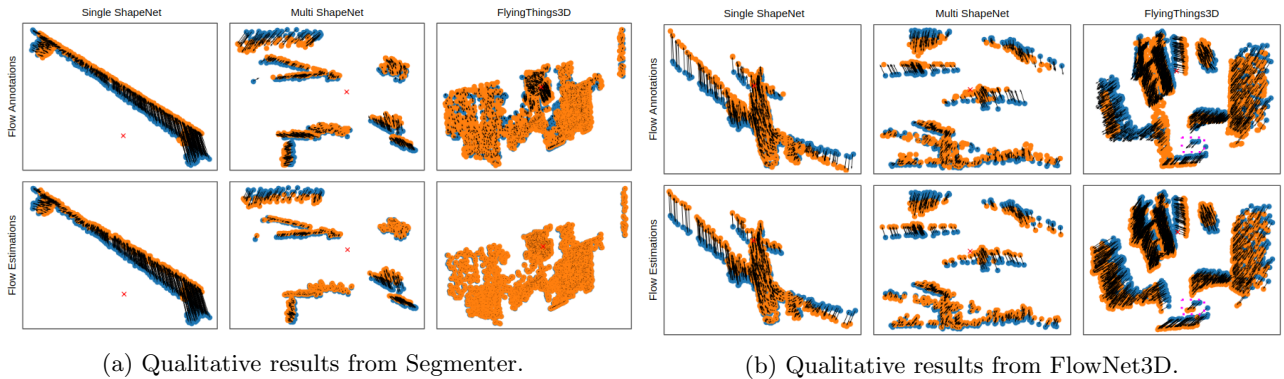 Single ShapeNet
Multi ShapeNet
FlyingThings3D
Flow Annotations
Flow Estimations
(a) Qualitative results from Segmenter.
Single ShapeNet
Multi ShapeNet
FlyingThings3D
Flow Annotations
Flow Estimations
(b) Qualitative results from FlowNet3D.